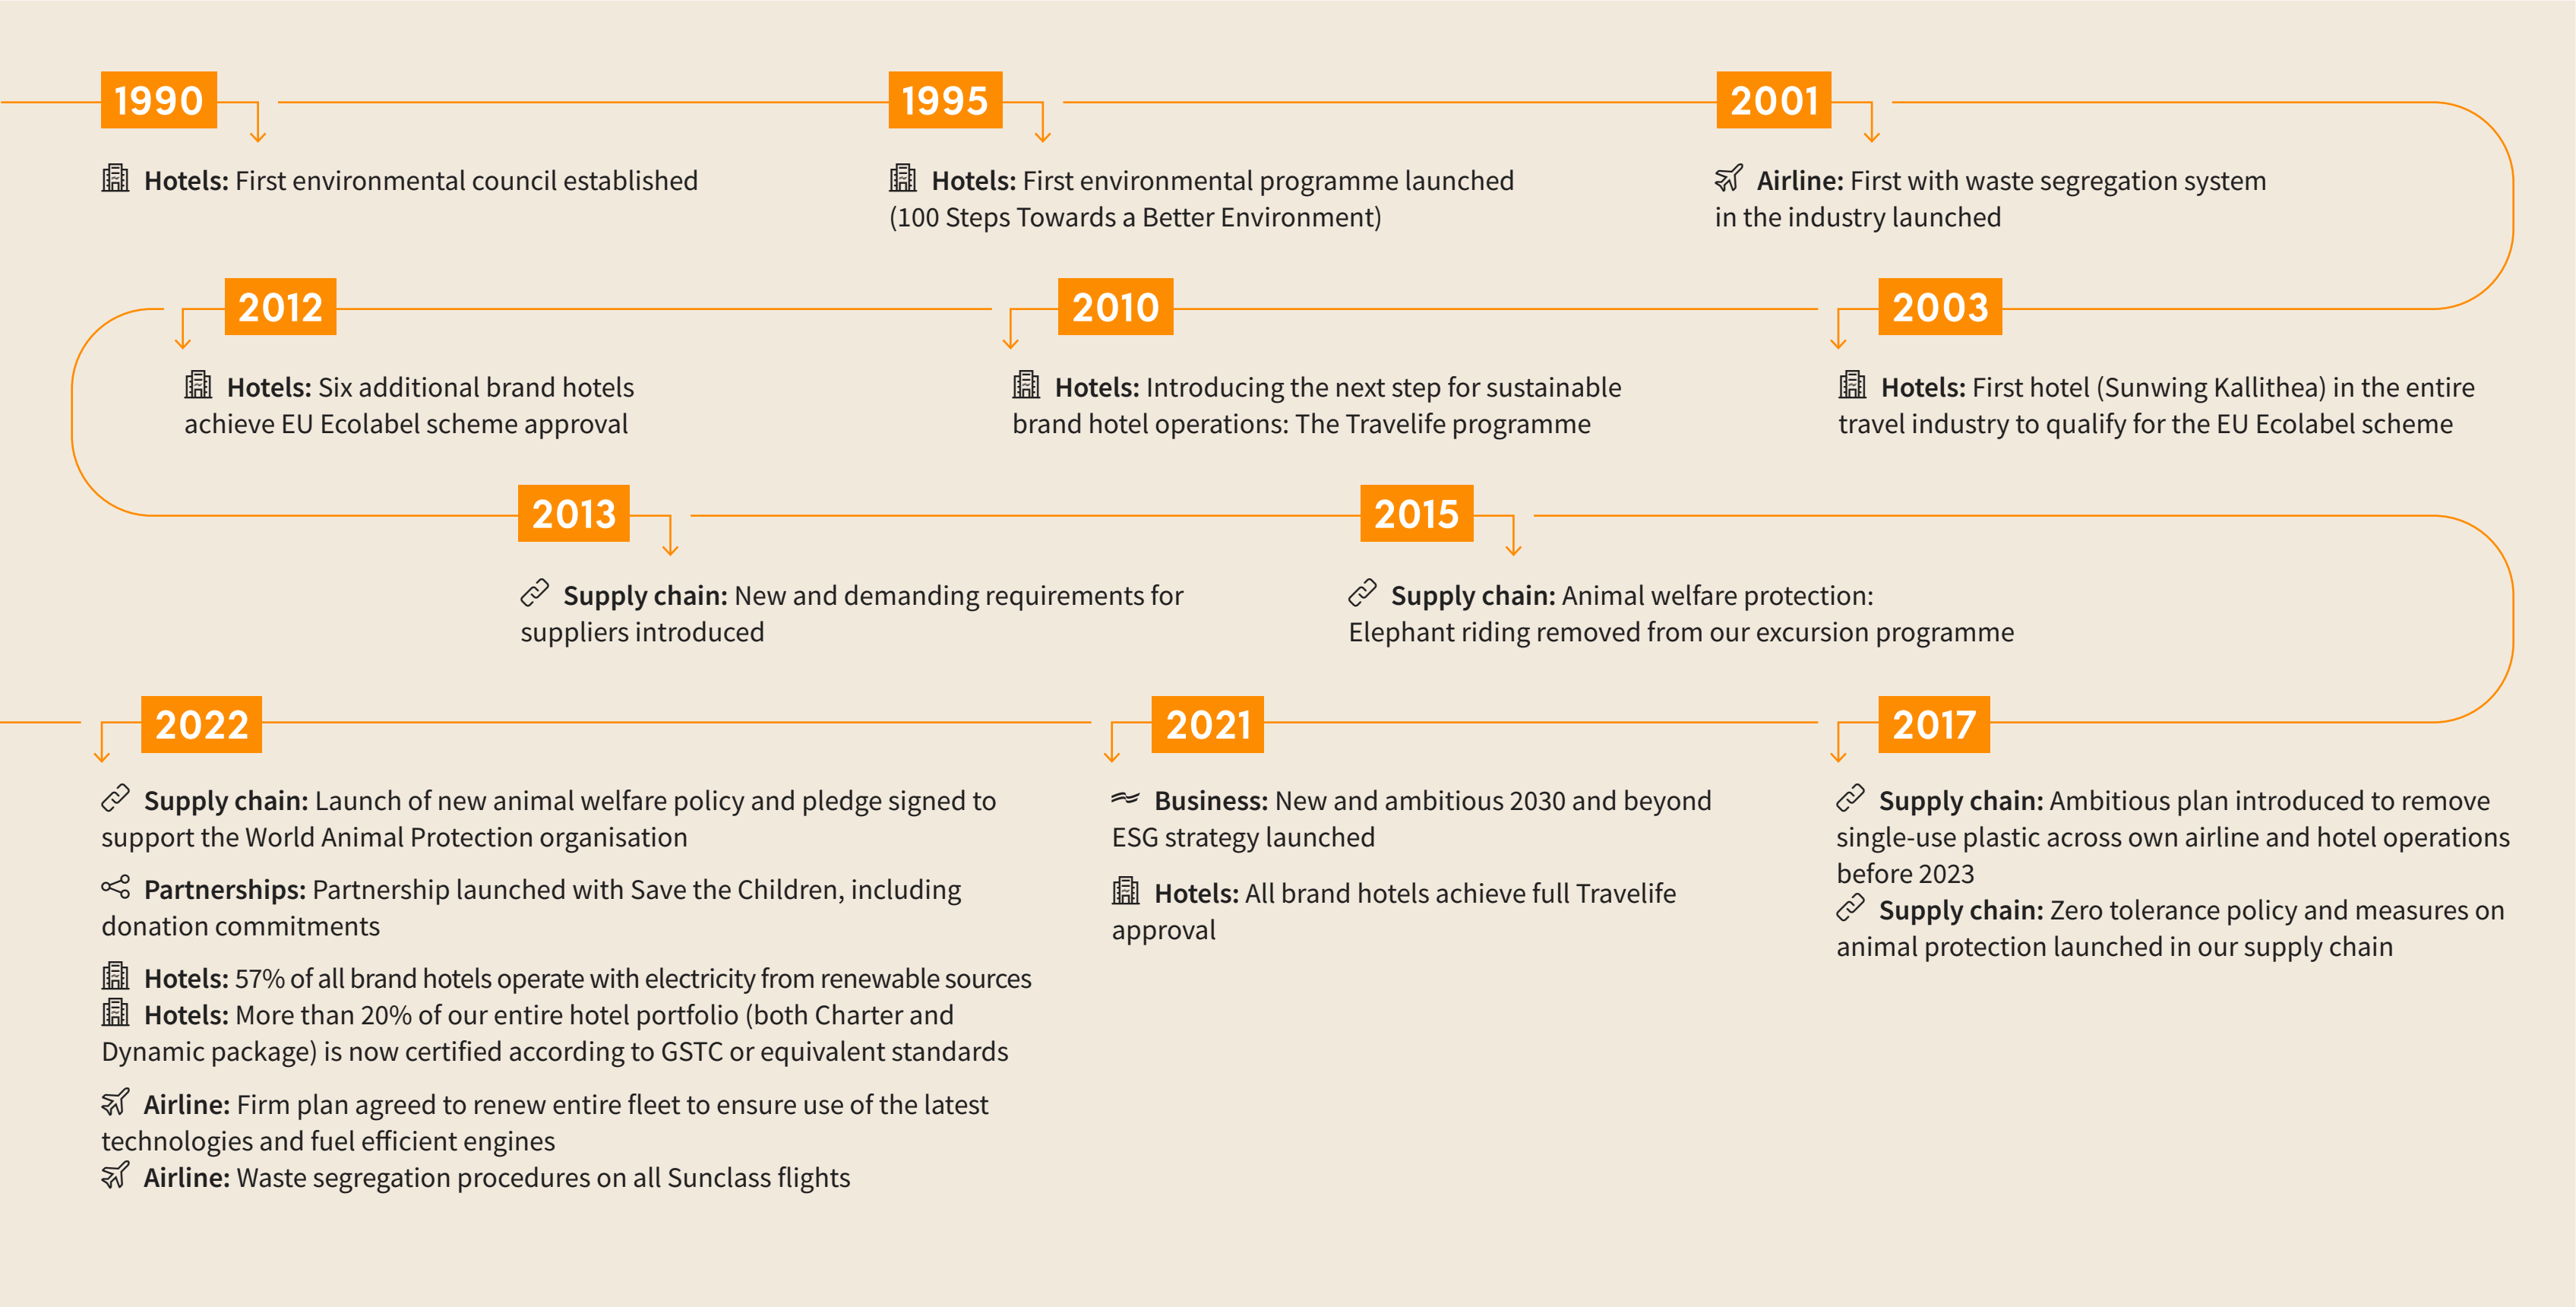 1990
Hotels: First environmental council established
1995
Hotels: First environmental programme launched
(100 Steps Towards a Better Environment)
2001
Airline: First with waste segregation system
in the industry launched
2003
Hotels: First hotel (Sunwing Kallithea) in the entire
travel industry to qualify for the EU Ecolabel scheme
2010
Hotels: Introducing the next step for sustainable
brand hotel operations: The Travelife programme
2012
Hotels: Six additional brand hotels
achieve EU Ecolabel scheme approval
2013
Supply chain: New and demanding requirements for
suppliers introduced
2015
Supply chain: Animal welfare protection:
Elephant riding removed from our excursion programme
2017
Supply chain: Ambitious plan introduced to remove
single-use plastic across own airline and hotel operations
before 2023
Supply chain: Zero tolerance policy and measures on
animal protection launched in our supply chain
2021
Business: New and ambitious 2030 and beyond
ESG strategy launched
Hotels: All brand hotels achieve full Travelife
approval
2022
Supply chain: Launch of new animal welfare policy and pledge signed to
support the World Animal Protection organisation
Partnerships: Partnership launched with Save the Children, including
donation commitments
Hotels: 57% of all brand hotels operate with electricity from renewable sources
Hotels: More than 20% of our entire hotel portfolio (both Charter and
Dynamic package) is now certified according to GSTC or equivalent standards
Airline: Firm plan agreed to renew entire fleet to ensure use of the latest
technologies and fuel efficient engines
Airline: Waste segregation procedures on all Sunclass flights